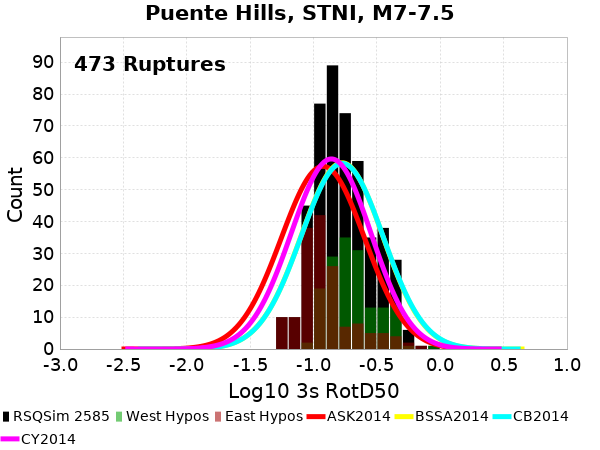 Puente Hills, STNI, M7-7.5
473 Ruptures
Count
90
80
70
60
50
40
30
20
10
0
-3.0 -2.5 -2.0 -1.5 -1.0 -0.5 0.0 0.5 1.0
Log10 3s RotD50
RSQSim 2585 West Hypos East Hypos ASK2014 BSSA2014 CB2014
CY2014